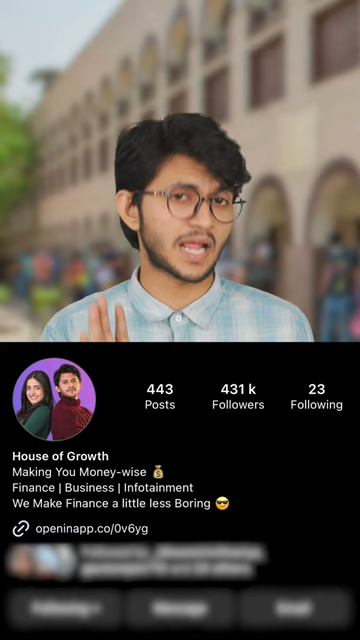 443
Posts
431 k
Followers
23
Following
House of Growth
Making You Money-wise 💰
Finance | Business | Infotainment
We Make Finance a little less Boring 😎
openinapp.co/0v6yg